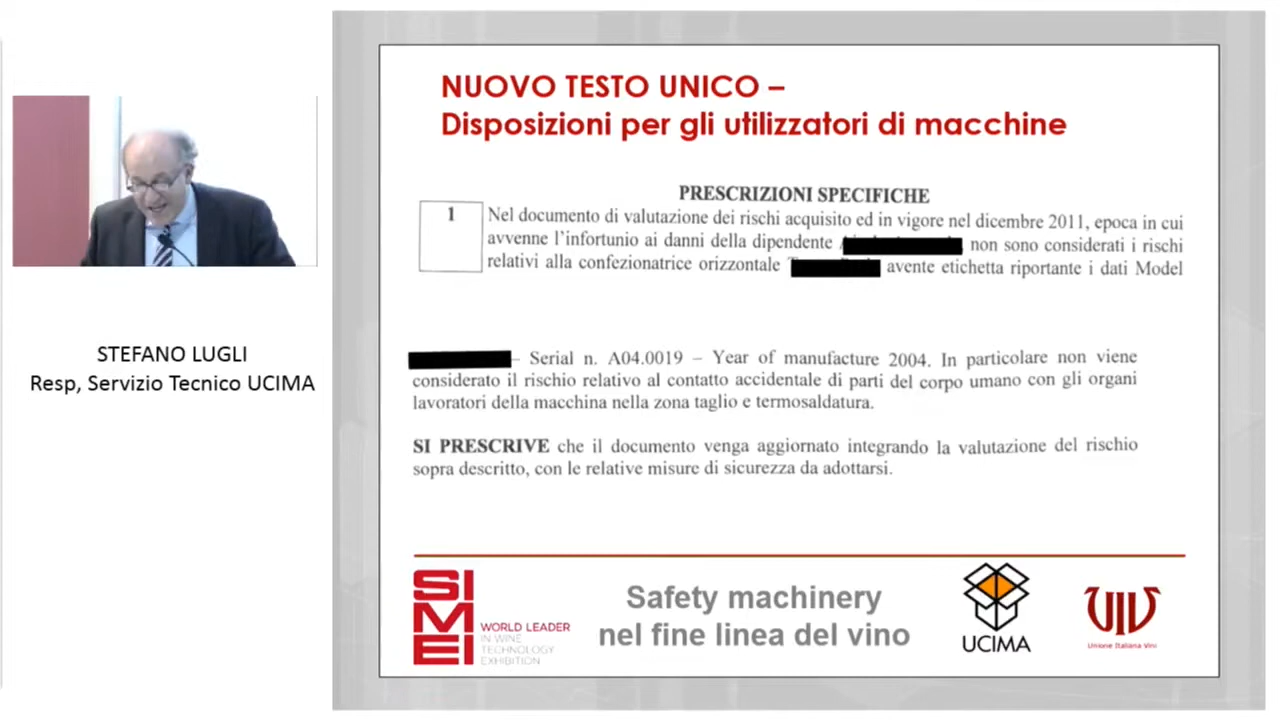 STEFANO LUGLI
Resp, Servizio Tecnico UCIMA
NUOVO TESTO UNICO –
Disposizioni per gli utilizzatori di macchine
PRESCRIZIONI SPECIFICHE
1
Nel documento di valutazione dei rischi acquisito ed in vigore nel dicembre 2011, epoca in cui
avvenne l'infortunio ai danni della dipendente non sono considerati i rischi
relativi alla confezionatrice orizzontale avente etichetta riportante i dati Model
– Serial n. A04.0019 – Year of manufacture 2004. In particolare non viene
considerato il rischio relativo al contatto accidentale di parti del corpo umano con gli organi
lavoratori della macchina nella zona taglio e termosaldatura.
SI PRESCRIVE che il documento venga aggiornato integrando la valutazione del rischio
sopra descritto, con le relative misure di sicurezza da adottarsi.
SI
M
EI
WORLD LEADER
IN WINE
TECHNOLOGY
EXHIBITION
Safety machinery
nel fine linea del vino
UCIMA
UIV
Unione Italiana Vini